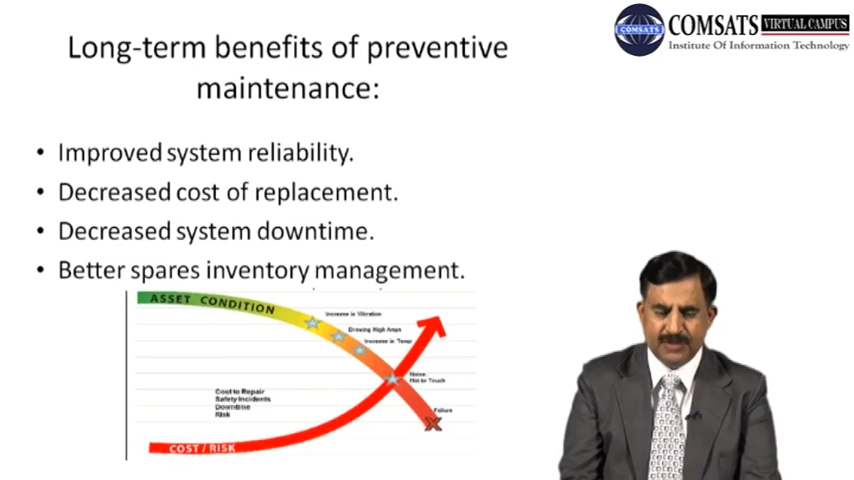 COMSATS VIRTUAL CAMPUS
Institute Of Information Technology
COMSATS
Long-term benefits of preventive
maintenance:
• Improved system reliability.
• Decreased cost of replacement.
• Decreased system downtime.
• Better spares inventory management.
ASSET CONDITION
Increase in Vibration
Drawing High Amps
Increase in Temp
Noise
Hot to Touch
Cost to Repair
Safety Incidents
Downtime
Risk
Failure
COST / RISK